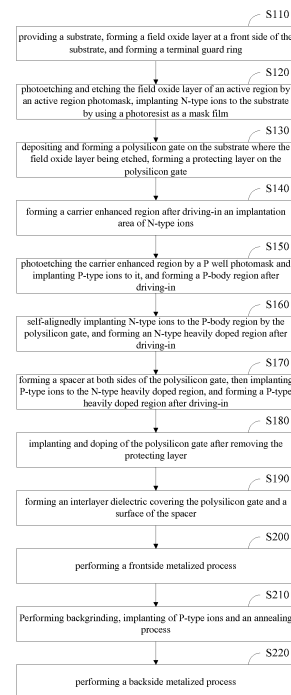 S110
providing a substrate, forming a field oxide layer at a front side of the
substrate, and forming a terminal guard ring
S120
photoetching and etching the field oxide layer of an active region by
an active region photomask, implanting N-type ions to the substrate
by using a photoresist as a mask film
S130
depositing and forming a polysilicon gate on the substrate where the
field oxide layer being etched, forming a protecting layer on the
polysilicon gate
S140
forming a carrier enhanced region after driving-in an implantation
area of N-type ions
S150
photoetching the carrier enhanced region by a P well photomask and
implanting P-type ions to it, and forming a P-body region after
driving-in
S160
self-alignedly implanting N-type ions to the P-body region by the
polysilicon gate, and forming an N-type heavily doped region after
driving-in
S170
forming a spacer at both sides of the polysilicon gate, then implanting
P-type ions to the N-type heavily doped region, and forming a P-type
heavily doped region after driving-in
S180
implanting and doping of the polysilicon gate after removing the
protecting layer
S190
forming an interlayer dielectric covering the polysilicon gate and a
surface of the spacer
S200
performing a frontside metalized process
S210
Performing backgrinding, implanting of P-type ions and an annealing
process
S220
performing a backside metalized process